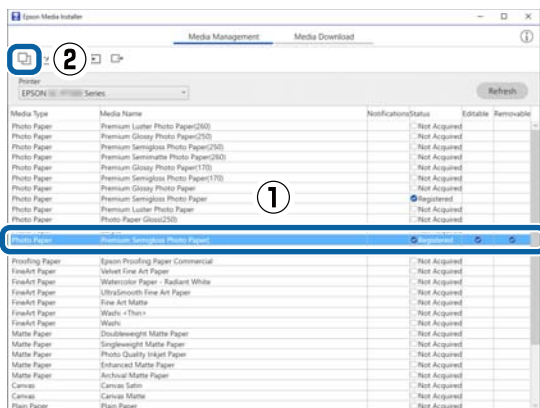 Epson Media Installer
Media Management Media Download
2
Printer
EPSON Series
Refresh
Media Type Media Name Notifications Status Editable Removable
Photo Paper Premium Luster Photo Paper(260) Not Acquired
Photo Paper Premium Glossy Photo Paper(250) Not Acquired
Photo Paper Premium Semigloss Photo Paper(250) Not Acquired
Photo Paper Premium Semimatte Photo Paper(260) Not Acquired
Photo Paper Premium Glossy Photo Paper(170) Not Acquired
Photo Paper Premium Semigloss Photo Paper(170) Not Acquired
Photo Paper Premium Glossy Photo Paper Not Acquired
Photo Paper Premium Semigloss Photo Paper Registered
Photo Paper Premium Luster Photo Paper Not Acquired
Photo Paper Photo Paper Gloss(250) Not Acquired
1
Photo Paper Premium Semigloss Photo Paper( Registered
Proofing Paper Epson Proofing Paper Commercial Not Acquired
FineArt Paper Velvet Fine Art Paper Not Acquired
FineArt Paper Watercolor Paper - Radiant White Not Acquired
FineArt Paper UltraSmooth Fine Art Paper Not Acquired
FineArt Paper Fine Art Matte Not Acquired
FineArt Paper Washi <Thin> Not Acquired
FineArt Paper Washi Not Acquired
Matte Paper Doubleweight Matte Paper Not Acquired
Matte Paper Singleweight Matte Paper Not Acquired
Matte Paper Photo Quality Inkjet Paper Not Acquired
Matte Paper Enhanced Matte Paper Not Acquired
Matte Paper Archival Matte Paper Not Acquired
Canvas Canvas Satin Not Acquired
Canvas Canvas Matte Not Acquired
Plain Paper Plain Paper Not Acquired